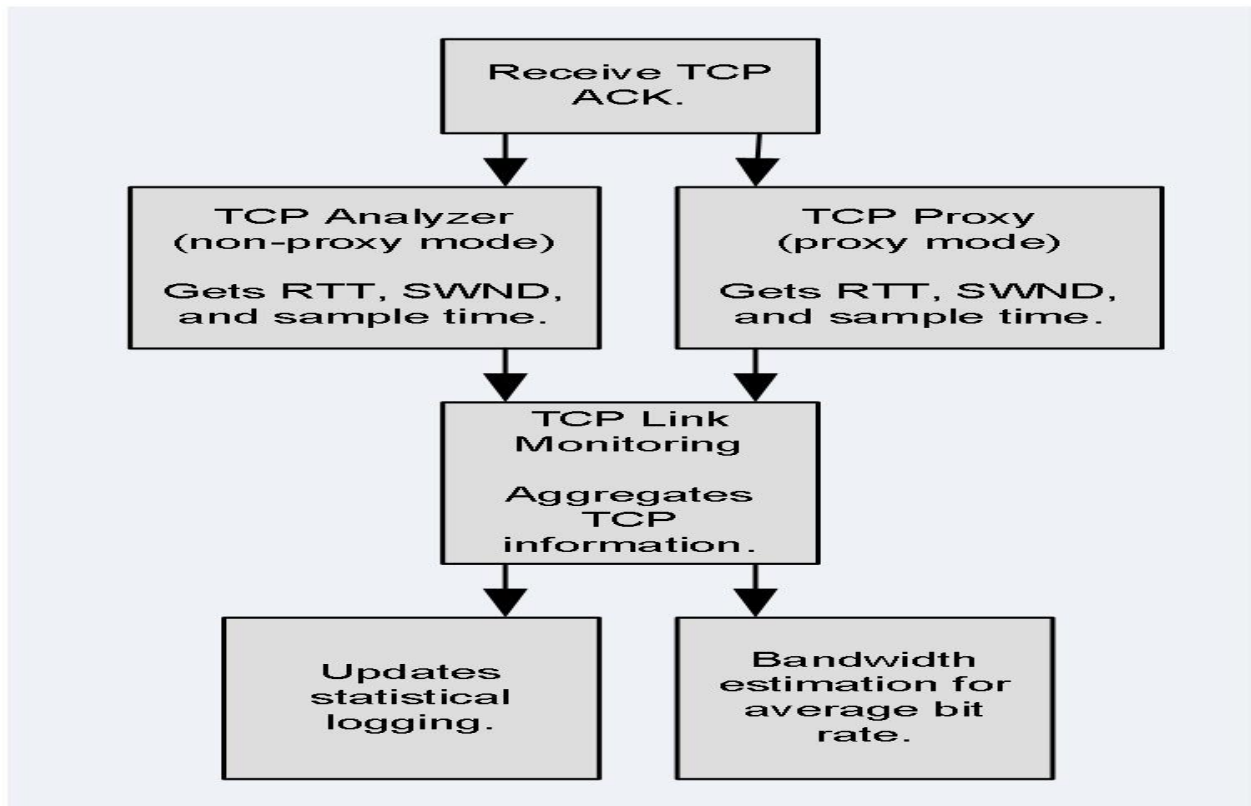 Receive TCP
ACK.
TCP Analyzer
(non-proxy mode)
Gets RTT, SWND,
and sample time.
TCP Proxy
(proxy mode)
Gets RTT, SWND,
and sample time.
TCP Link
Monitoring
Aggregates
TCP
information.
Updates
statistical
logging.
Bandwidth
estimation for
average bit
rate.